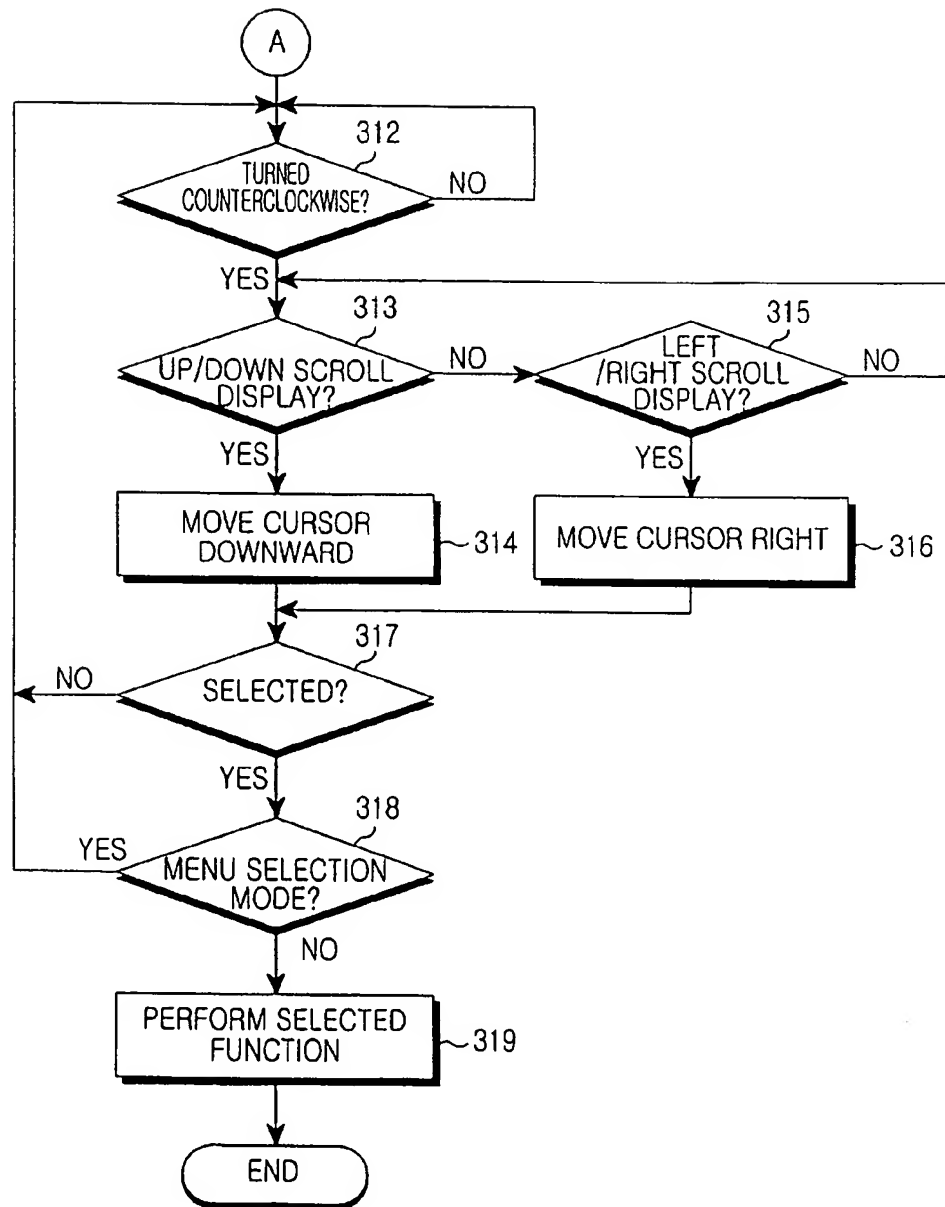 A
312
TURNED
COUNTERCLOCKWISE?
NO
YES
313
315
UP/DOWN SCROLL
DISPLAY?
NO
LEFT
/RIGHT SCROLL
DISPLAY?
NO
YES
YES
MOVE CURSOR
DOWNWARD
314
MOVE CURSOR RIGHT
316
317
NO
SELECTED?
YES
318
YES
MENU SELECTION
MODE?
NO
PERFORM SELECTED
FUNCTION
319
END